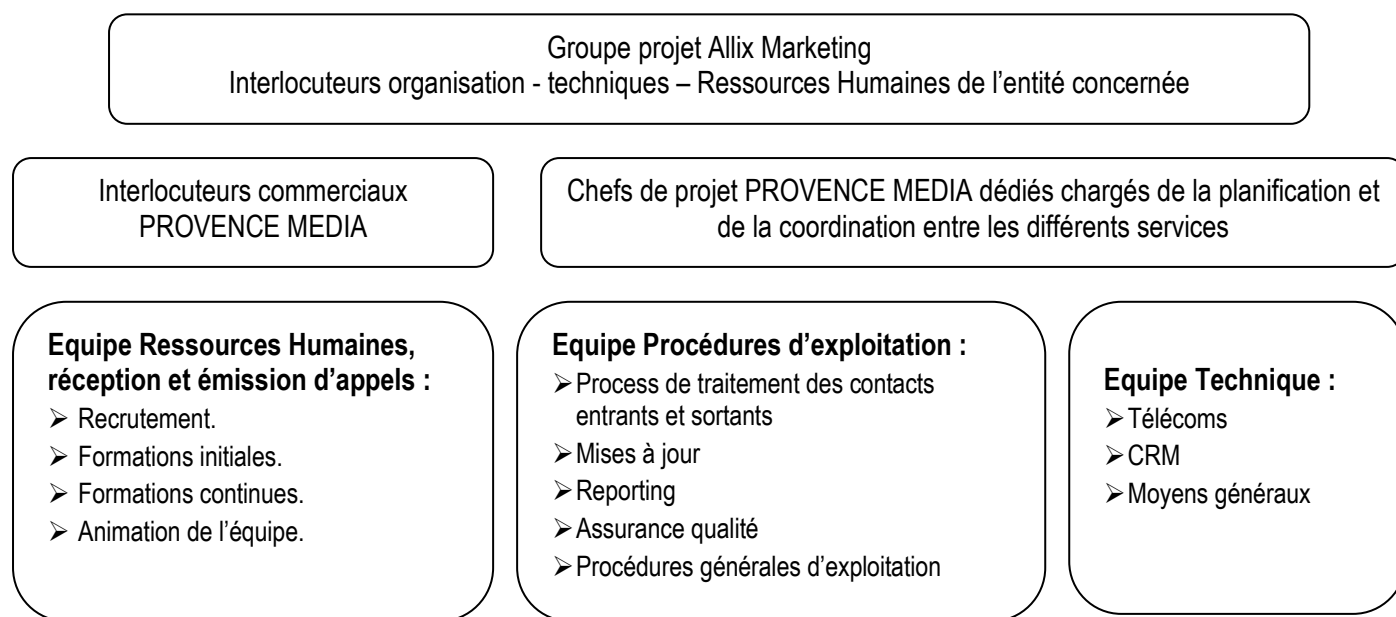 Groupe projet Allix Marketing
Interlocuteurs organisation - techniques – Ressources Humaines de l’entité concernée
Interlocuteurs commerciaux
PROVENCE MEDIA
Chefs de projet PROVENCE MEDIA dédiés chargés de la planification et
de la coordination entre les différents services
Equipe Ressources Humaines,
réception et émission d’appels :
➢ Recrutement.
➢ Formations initiales.
➢ Formations continues.
➢ Animation de l’équipe.
Equipe Procédures d’exploitation :
➢Process de traitement des contacts
entrants et sortants
➢Mises à jour
➢Reporting
➢Assurance qualité
➢Procédures générales d’exploitation
Equipe Technique :
➢Télécoms
➢CRM
➢Moyens généraux